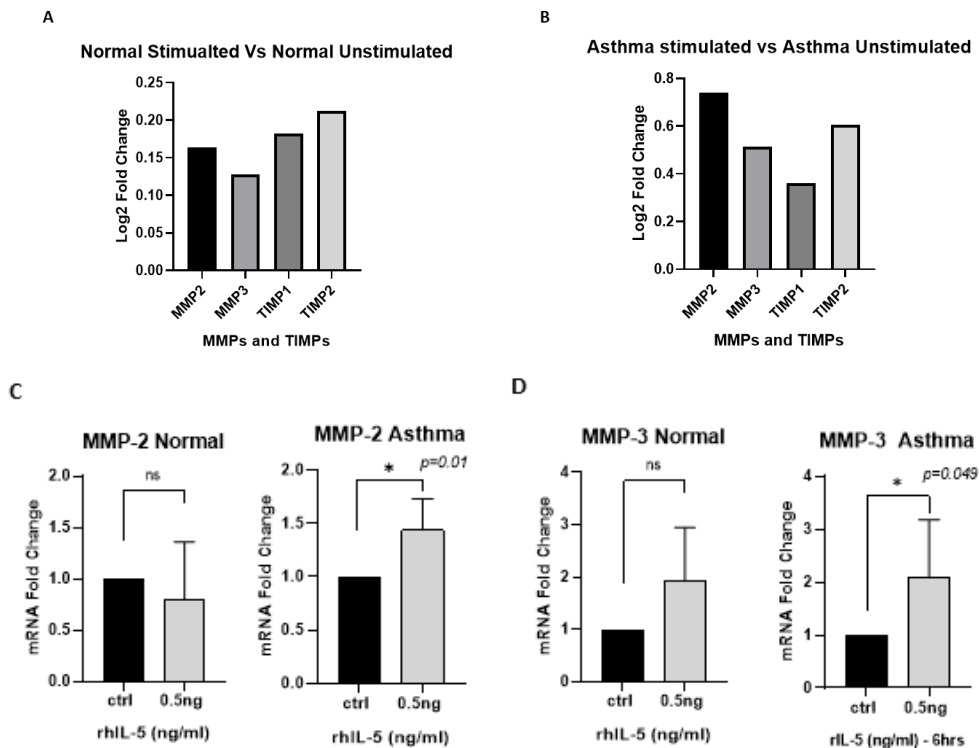 A
Normal Stimualted Vs Normal Unstimulated
Log2 Fold Change
0.25
0.20
0.15
0.10
0.05
0.00
MMP2 MMP3 TIMP1 TIMP2
MMPs and TIMPs
B
Asthma stimulated vs Asthma Unstimulated
Log2 Fold Change
0.8
0.6
0.4
0.2
0.0
MMP2 MMP3 TIMP1 TIMP2
MMPs and TIMPs
C
MMP-2 Normal
mRNA Fold Change
2.0
1.5
1.0
0.5
0.0
ns
ctrl 0.5ng
rhIL-5 (ng/ml)
MMP-2 Asthma
mRNA Fold Change
2.0
1.5
1.0
0.5
0.0
* p=0.01
ctrl 0.5ng
rhIL-5 (ng/ml)
D
MMP-3 Normal
mRNA Fold Change
4
3
2
1
0
ns
ctrl 0.5ng
rhIL-5 (ng/ml)
MMP-3 Asthma
mRNA Fold Change
4
3
2
1
0
* p=0.049
ctrl 0.5ng
rIL-5 (ng/ml) - 6hrs